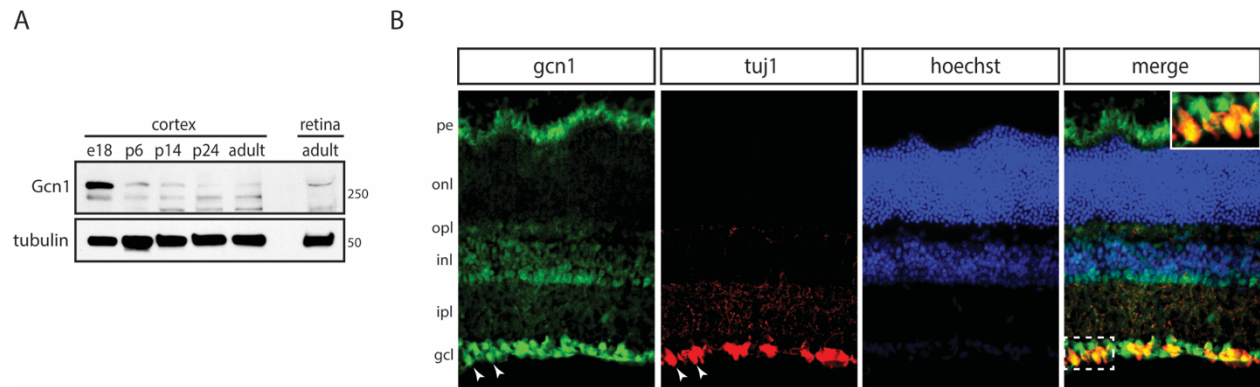 A
cortex retina
e18 p6 p14 p24 adult adult
Gcn1
250
tubulin
50
B
gcn1 tuj1 hoechst merge
pe
onl
opl
inl
ipl
gcl